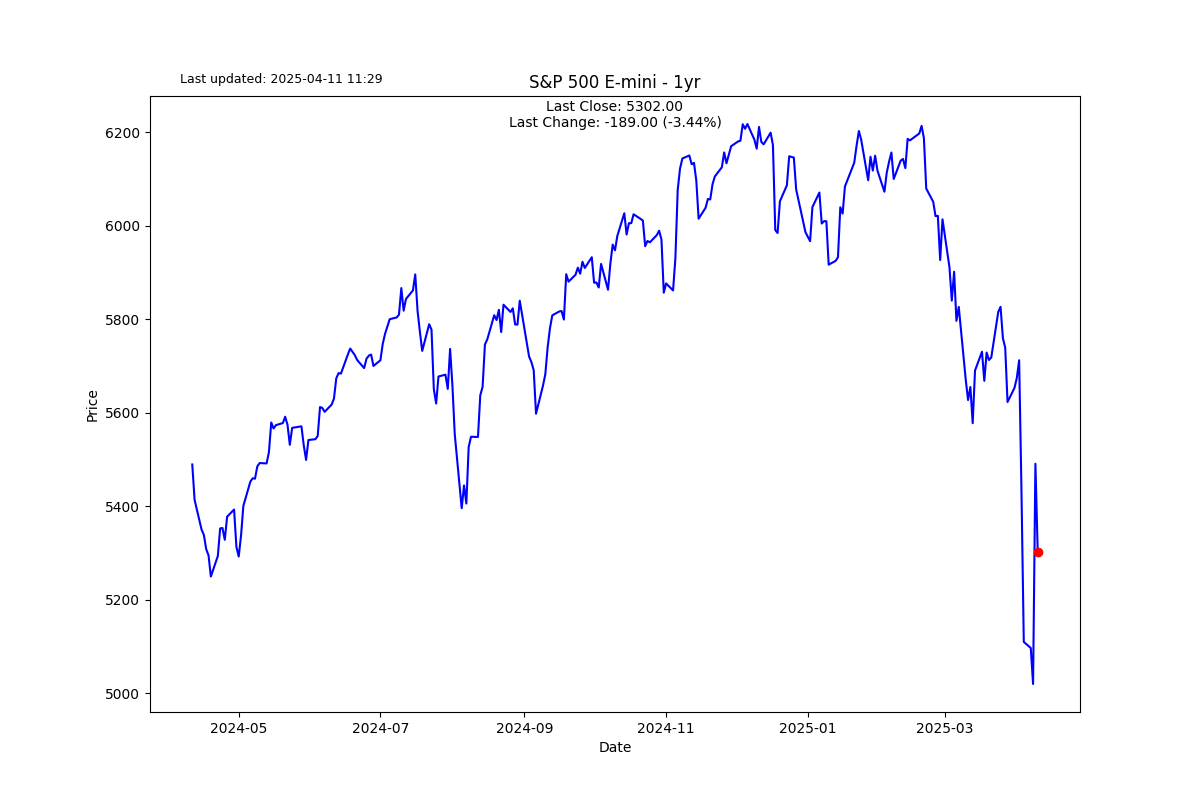 Last updated: 2025-04-11 11:29
S&P 500 E-mini - 1yr
Last Close: 5302.00
Last Change: -189.00 (-3.44%)
Price
6200
6000
5800
5600
5400
5200
5000
2024-05 2024-07 2024-09 2024-11 2025-01 2025-03
Date